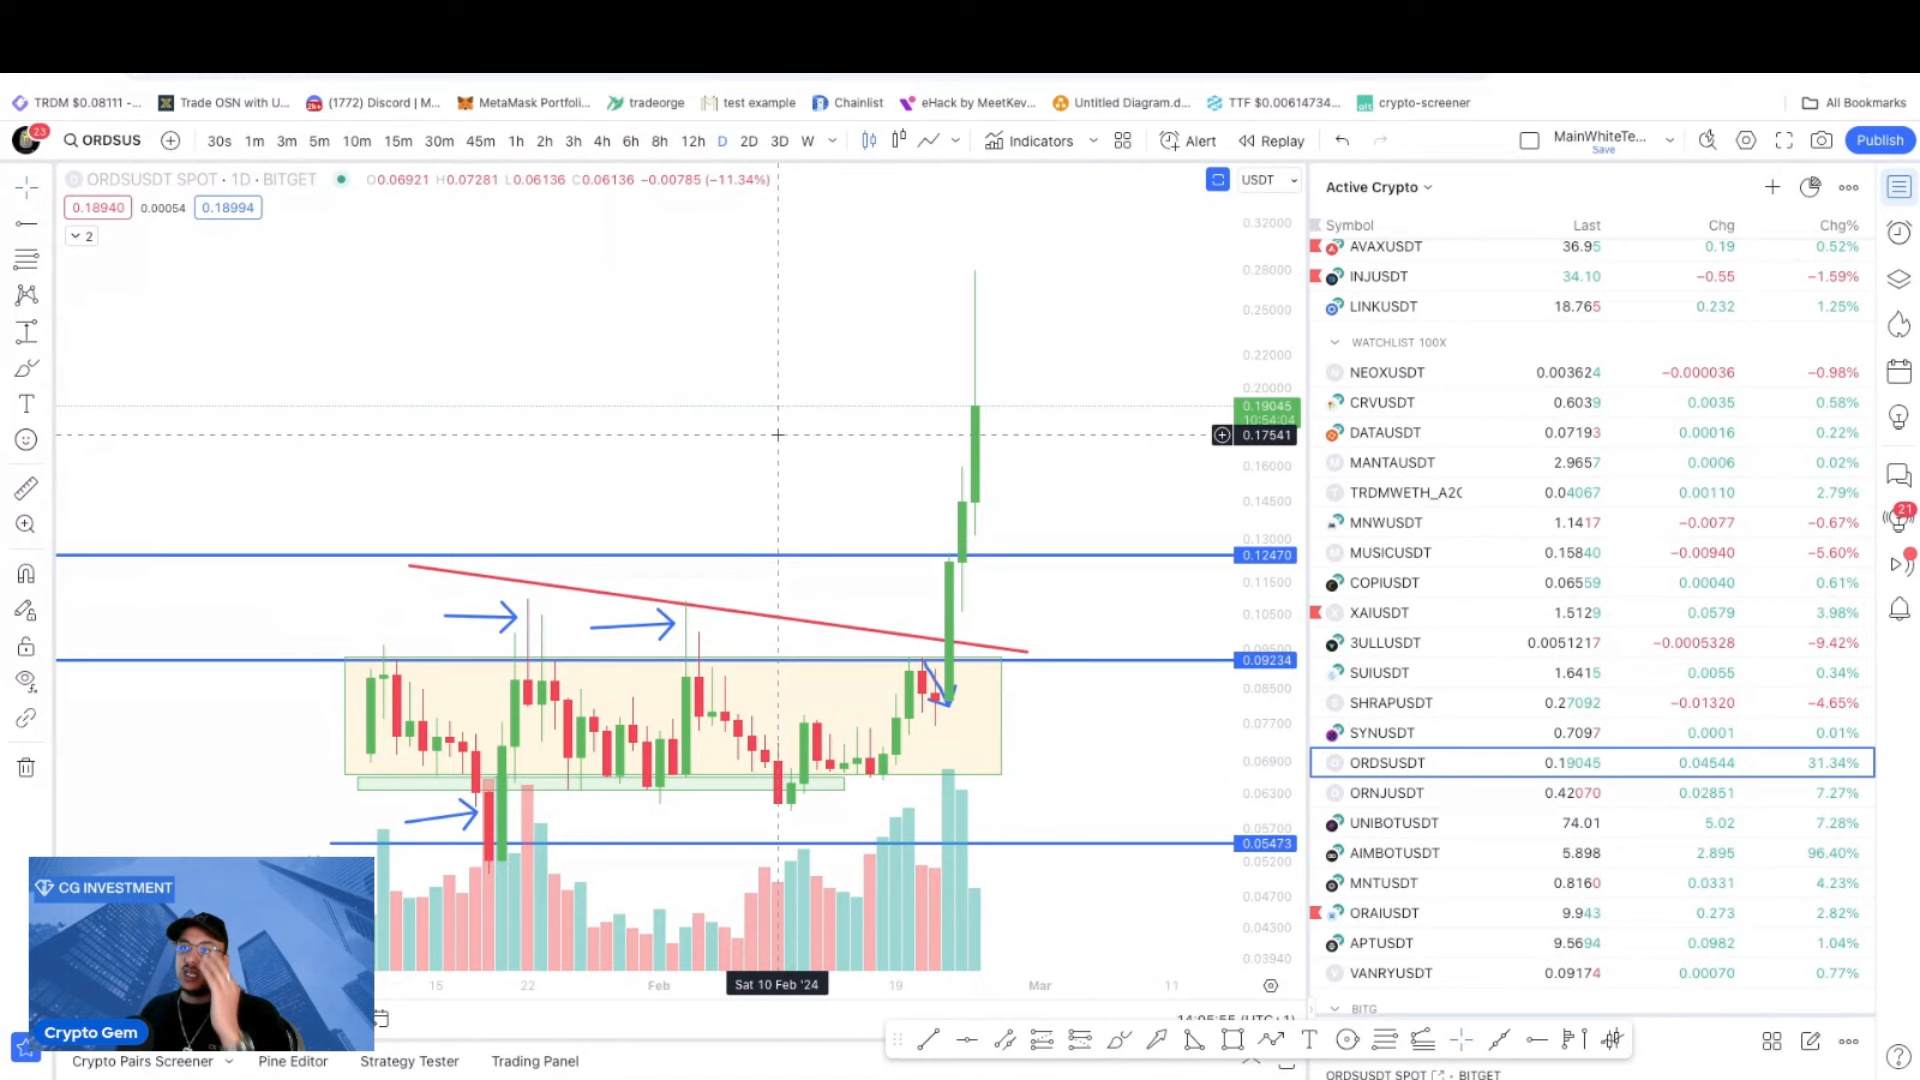 TRDM $0.08111 -... Trade OSN with U... (1772) Discord | M... MetaMask Portfoli... tradeorge test example Chainlist eHack by MeetKev... Untitled Diagram.d... TTF $0.00614734... crypto-screener All Bookmarks
23 ORDSUS 30s 1m 3m 5m 10m 15m 30m 45m 1h 2h 3h 4h 6h 8h 12h D 2D 3D W Indicators Alert Replay MainWhiteTe... Save Publish
ORDSUSDT SPOT · 1D · BITGET O0.06921 H0.07281 L0.06136 C0.06136 −0.00785 (−11.34%) USDT
0.18940 0.00054 0.18994
2
0.32000
0.28000
0.25000
0.22000
0.20000
0.19045
10:54:04
0.17541
0.16000
0.14500
0.13000
0.12470
0.11500
0.10500
0.09500
0.09234
0.08500
0.07700
0.06900
0.06300
0.05700
0.05473
0.05200
0.04700
0.04300
0.03940
15 22 Feb Sat 10 Feb '24 19 Mar 11
14:05:55 (UTC+1)
Active Crypto
Symbol Last Chg Chg%
AVAXUSDT 36.95 0.19 0.52%
INJUSDT 34.10 −0.55 −1.59%
LINKUSDT 18.765 0.232 1.25%
WATCHLIST 100X
NEOXUSDT 0.003624 −0.000036 −0.98%
CRVUSDT 0.6039 0.0035 0.58%
DATAUSDT 0.07193 0.00016 0.22%
MANTAUSDT 2.9657 0.0006 0.02%
TRDMWETH_A2C 0.04067 0.00110 2.79%
MNWUSDT 1.1417 −0.0077 −0.67%
MUSICUSDT 0.15840 −0.00940 −5.60%
COPIUSDT 0.06559 0.00040 0.61%
XAIUSDT 1.5129 0.0579 3.98%
3ULLUSDT 0.0051217 −0.0005328 −9.42%
SUIUSDT 1.6415 0.0055 0.34%
SHRAPUSDT 0.27092 −0.01320 −4.65%
SYNUSDT 0.7097 0.0001 0.01%
ORDSUSDT 0.19045 0.04544 31.34%
ORNJUSDT 0.42070 0.02851 7.27%
UNIBOTUSDT 74.01 5.02 7.28%
AIMBOTUSDT 5.898 2.895 96.40%
MNTUSDT 0.8160 0.0331 4.23%
ORAIUSDT 9.943 0.273 2.82%
APTUSDT 9.5694 0.0982 1.04%
VANRYUSDT 0.09174 0.00070 0.77%
BITG
ORDSUSDT SPOT · BITGET
21
CG INVESTMENT
Crypto Gem
Crypto Pairs Screener Pine Editor Strategy Tester Trading Panel